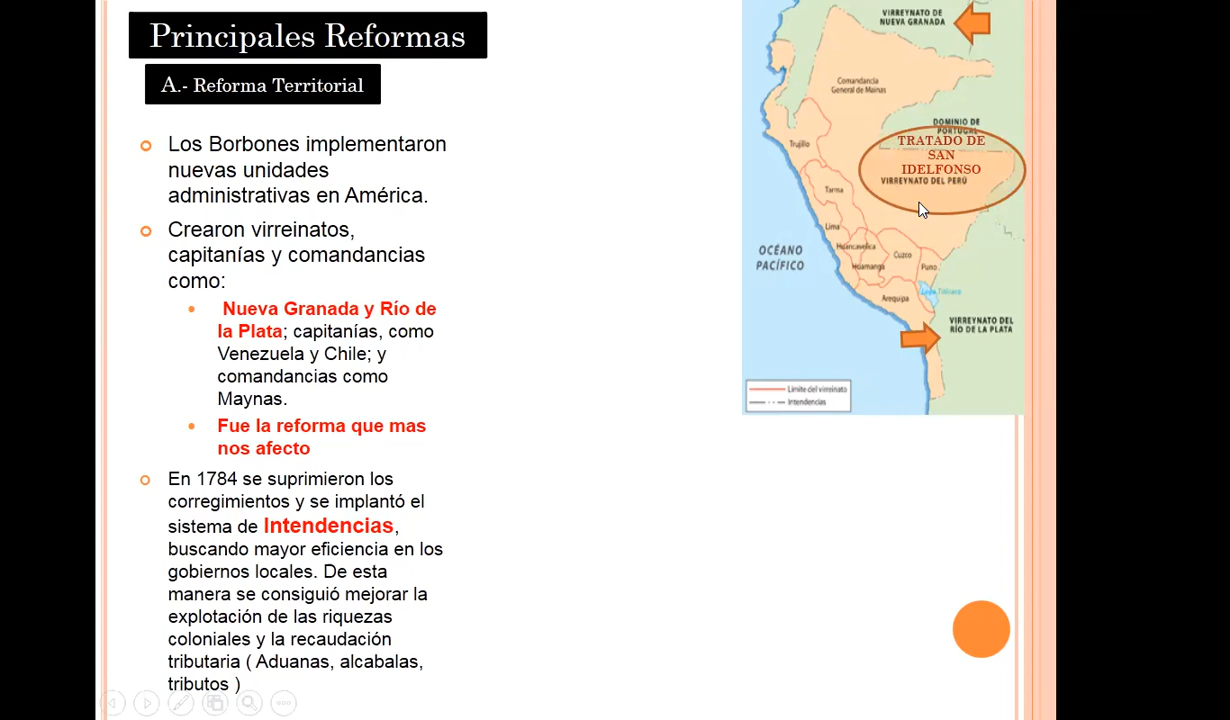 Principales Reformas
A.- Reforma Territorial
Los Borbones implementaron
nuevas unidades
administrativas en América.
Crearon virreinatos,
capitanías y comandancias
como:
Nueva Granada y Río de
la Plata; capitanías, como
Venezuela y Chile; y
comandancias como
Maynas.
Fue la reforma que mas
nos afecto
En 1784 se suprimieron los
corregimientos y se implantó el
sistema de Intendencias,
buscando mayor eficiencia en los
gobiernos locales. De esta
manera se consiguió mejorar la
explotación de las riquezas
coloniales y la recaudación
tributaria ( Aduanas, alcabalas,
tributos )
VIRREYNATO DE
NUEVA GRANADA
Comandancia
General de Mainas
DOMINIO DE
PORTUGAL
TRATADO DE
SAN
IDELFONSO
VIRREYNATO DEL PERÚ
Trujillo
Tarma
Lima
Huancavelica
Cuzco
Huamanga
Puno
OCÉANO
PACÍFICO
Lago Titicaca
Arequipa
VIRREYNATO DEL
RÍO DE LA PLATA
Límite del virreinato
Intendencias